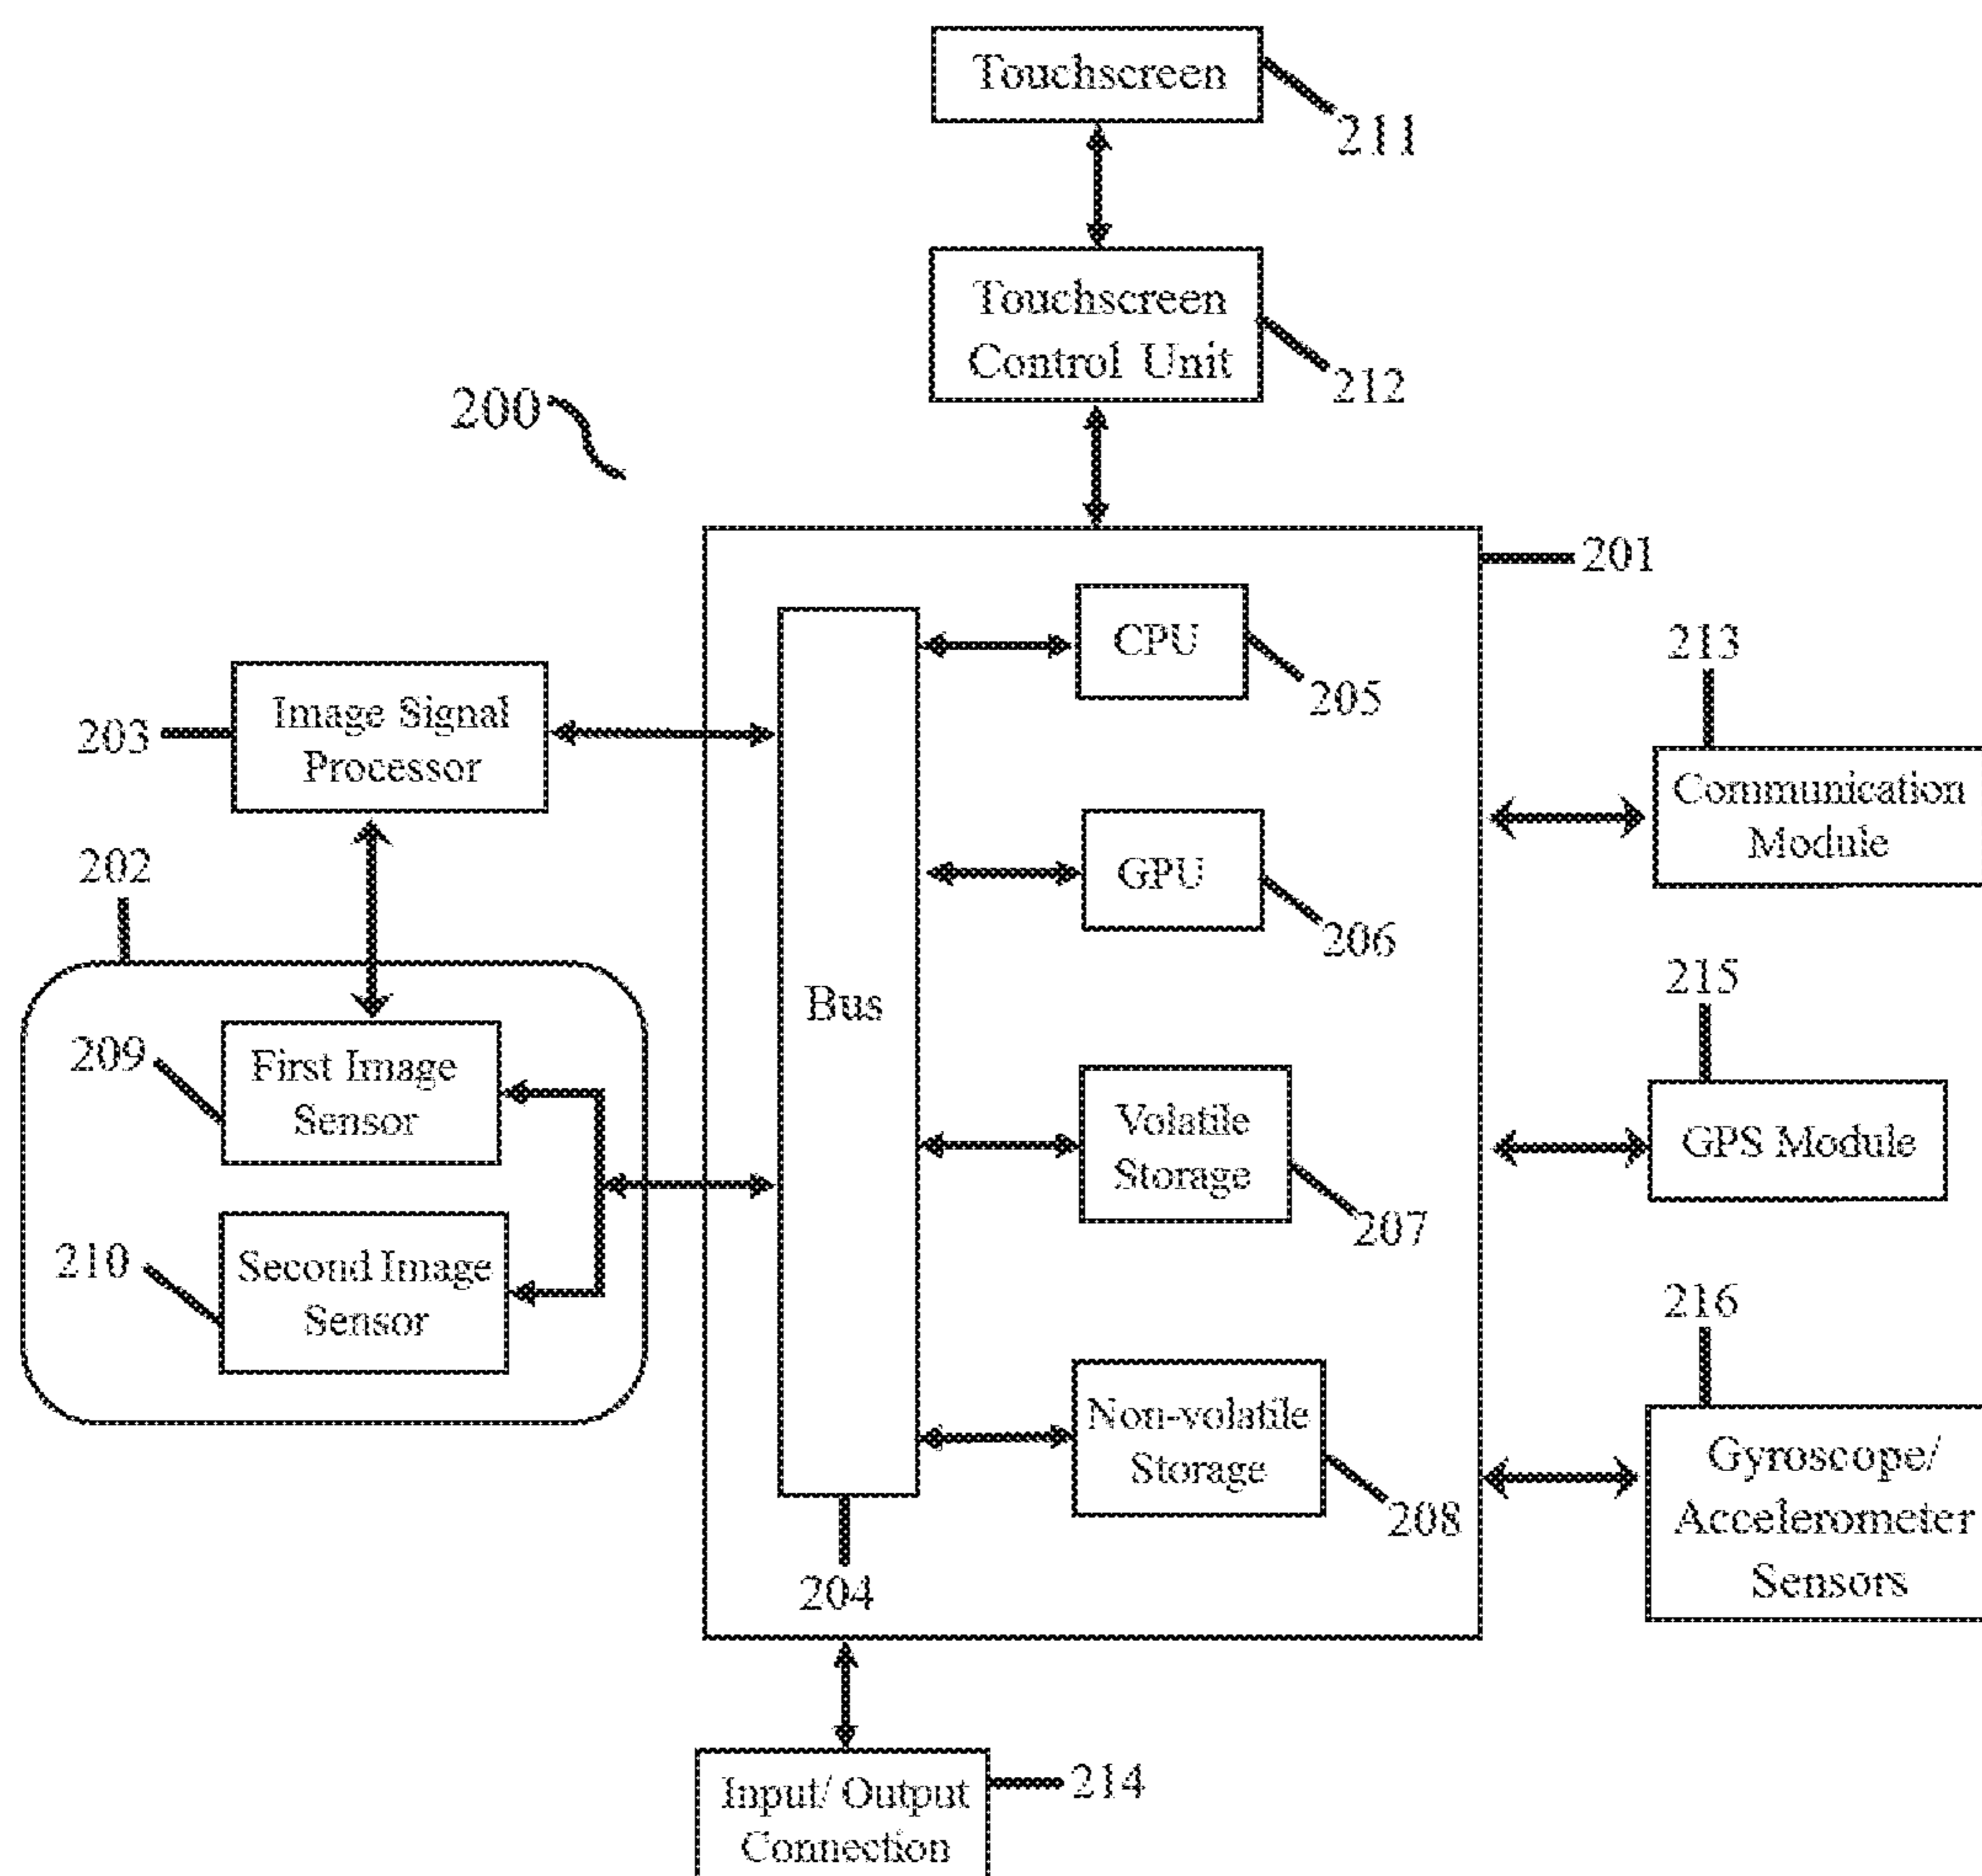 Touchscreen
211
Touchscreen
Control Unit
212
200
201
CPU
205
213
Image Signal
Processor
203
Communication
Module
202
GPU
206
Bus
215
First Image
Sensor
209
Volatile
Storage
207
GPS Module
Second Image
Sensor
210
216
Non-volatile
Storage
208
Gyroscope/
Accelerometer
Sensors
204
Input/ Output
Connection
214